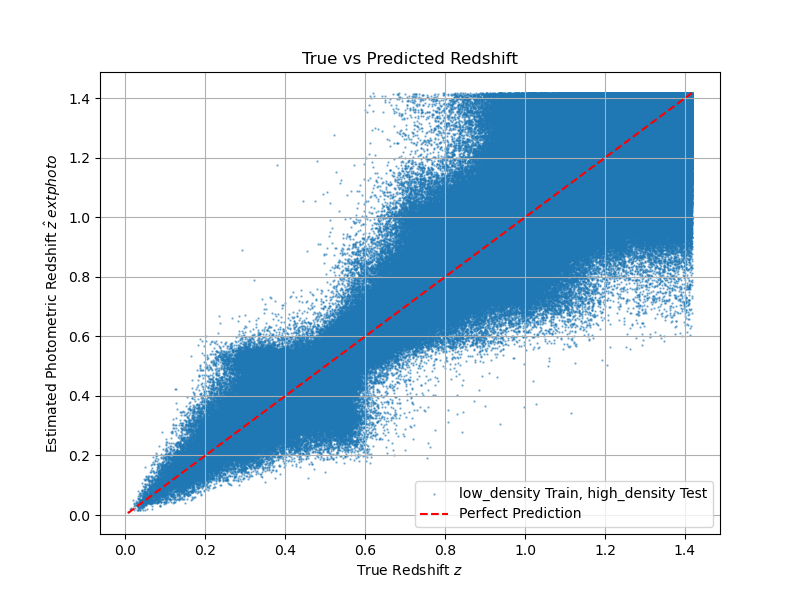 True vs Predicted Redshift
1.4
1.2
1.0
0.8
0.6
0.4
0.2
0.0
Estimated Photometric Redshift ẑ extphoto
0.0 0.2 0.4 0.6 0.8 1.0 1.2 1.4
True Redshift z
low_density Train, high_density Test
Perfect Prediction